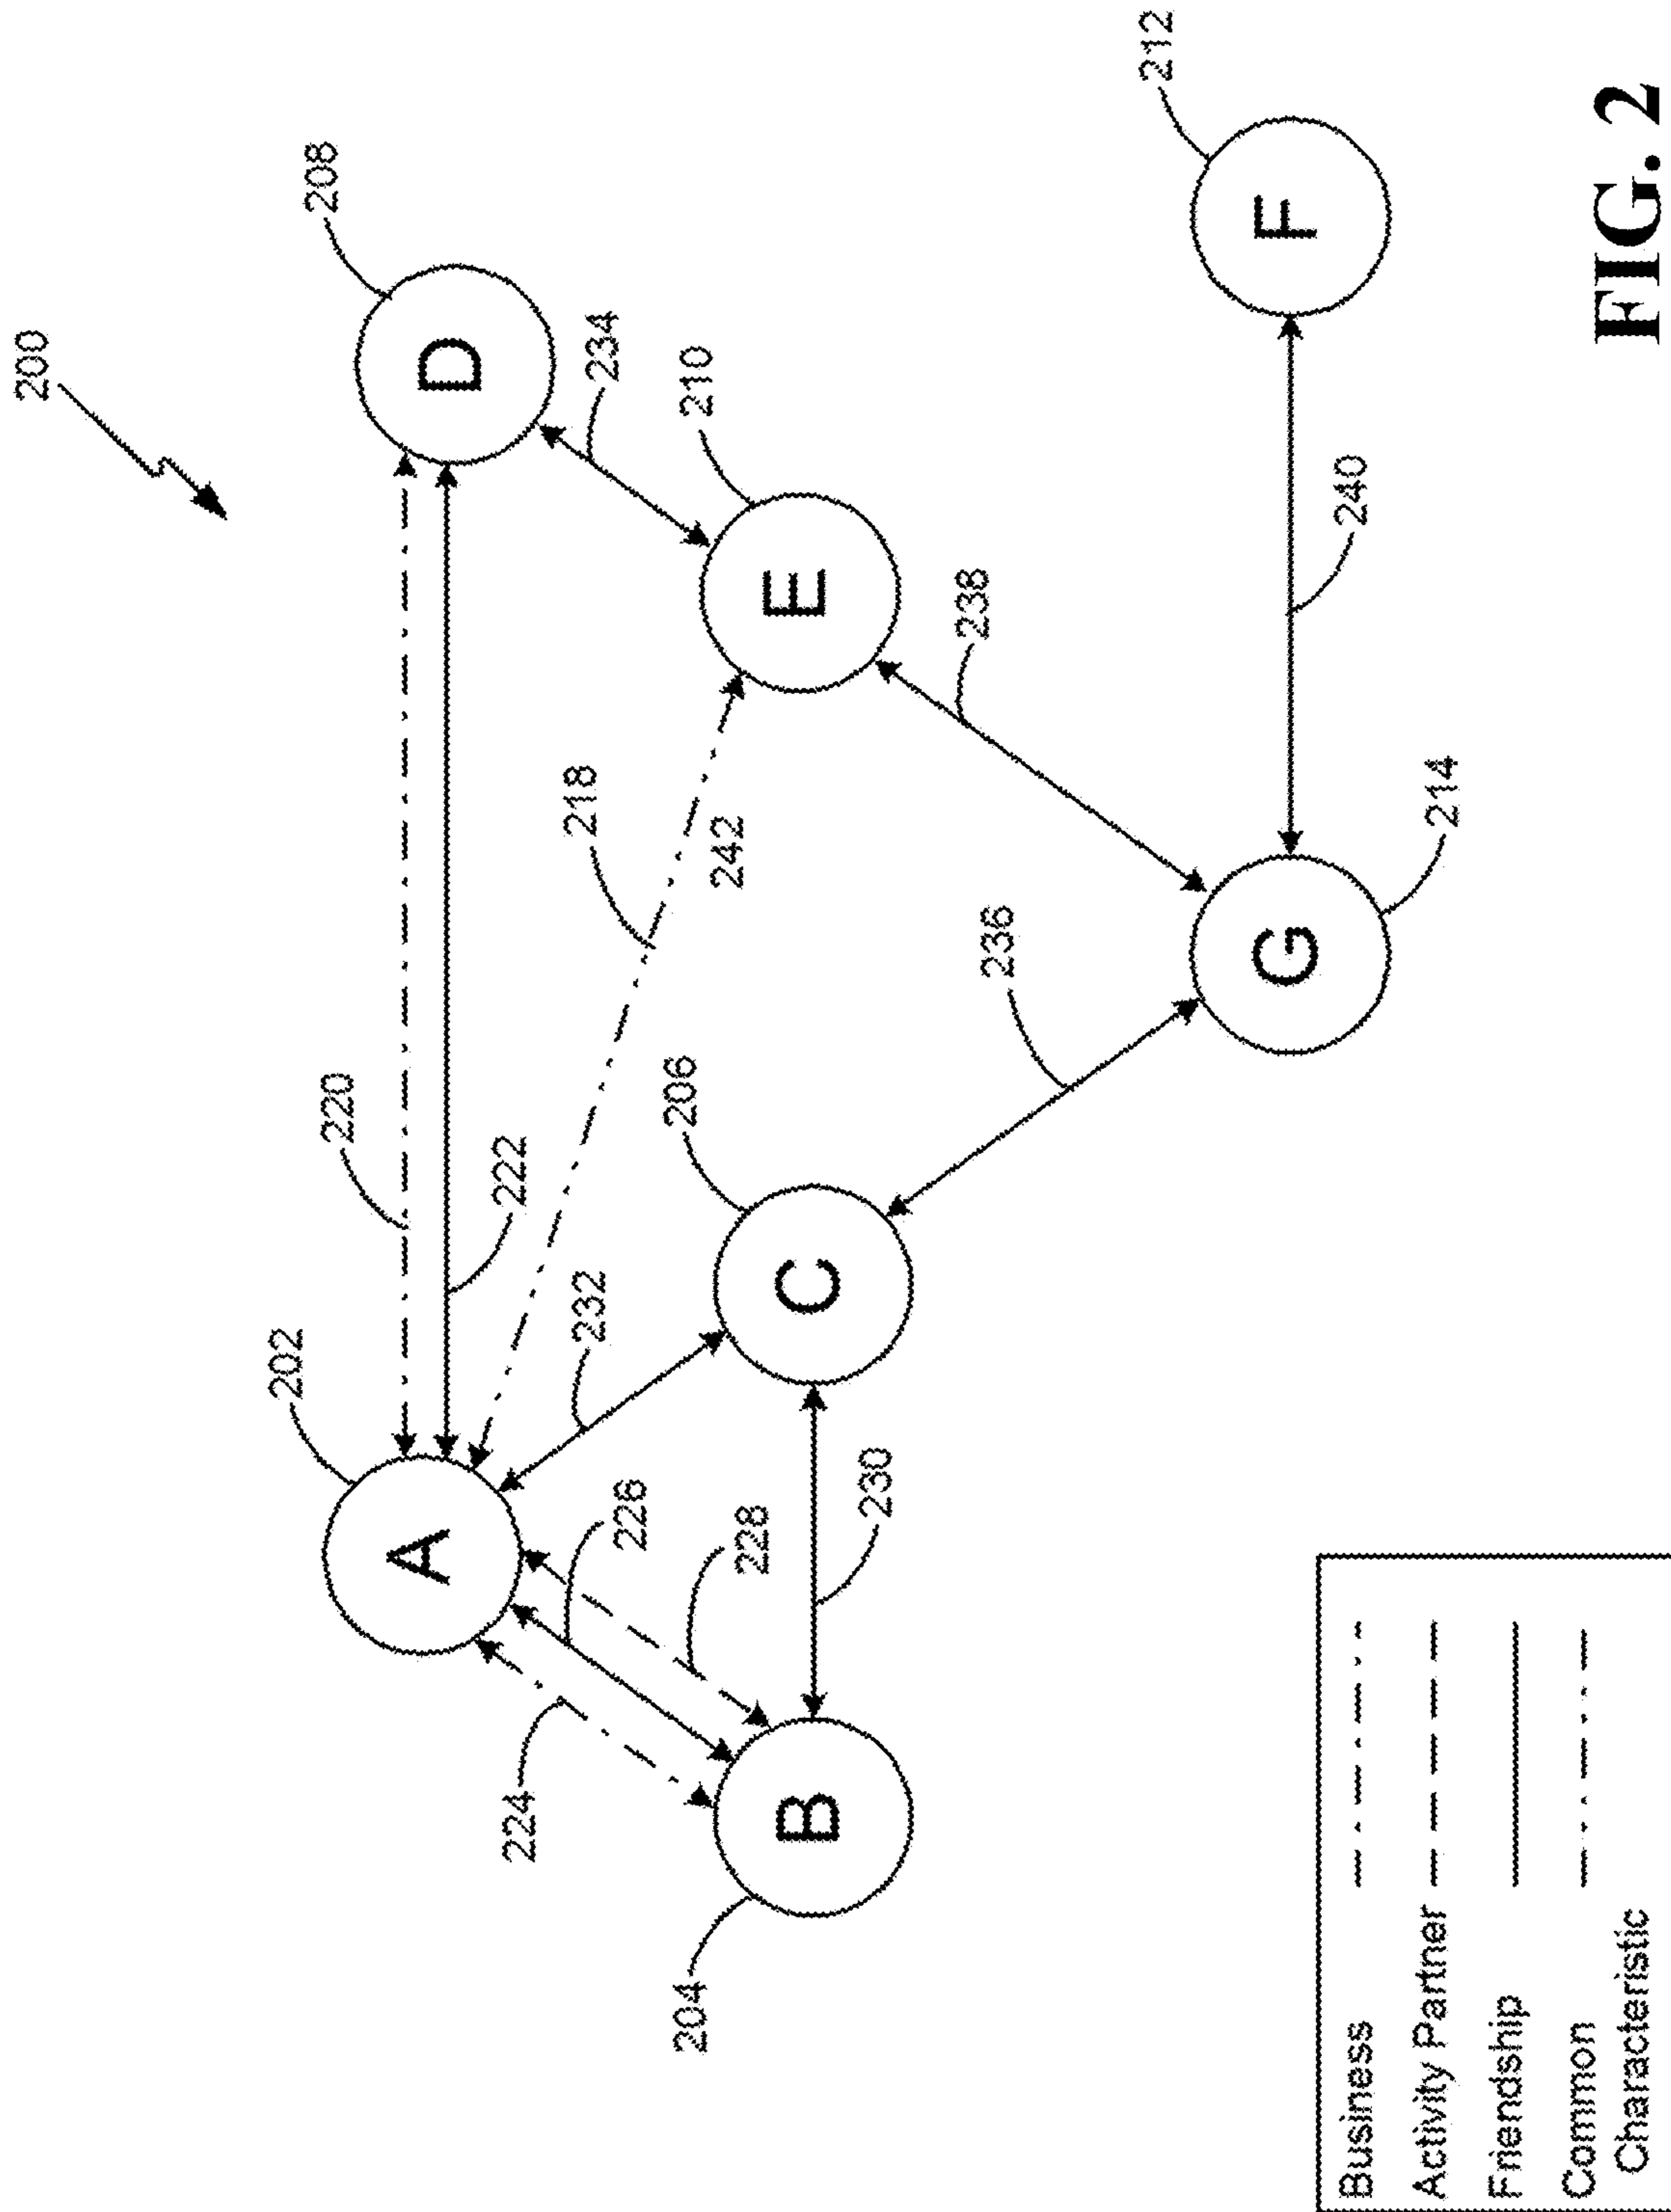 200
202
220
D
208
A
222
232
218
234
224
226
242
E
210
228
204
B
C
206
230
236
238
G
214
240
F
212
Business
Activity Partner
Friendship
Common
Characteristic
FIG. 2